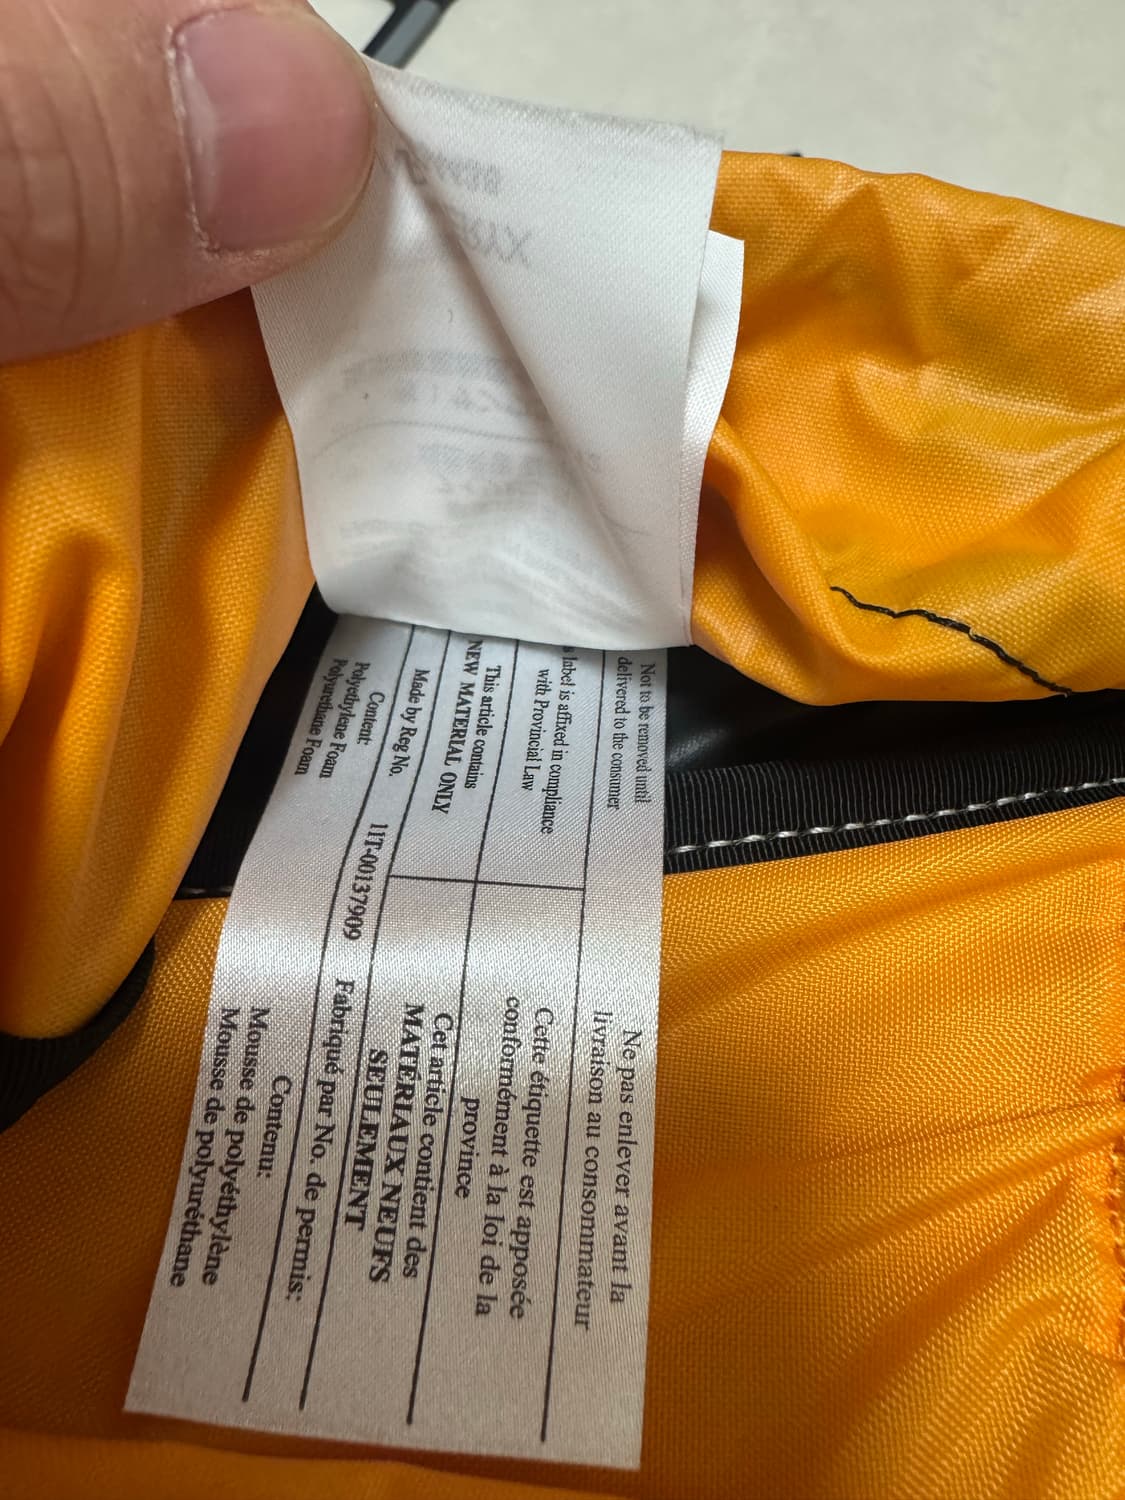 Not to be removed until
delivered to the consumer
Ne pas enlever avant la
livraison au consommateur
label is affixed in compliance
with Provincial Law
Cette étiquette est apposée
conformément à la loi de la
province
This article contains
NEW MATERIAL ONLY
Cet article contient des
MATERIAUX NEUFS
SEULEMENT
Made by Reg No. 1IT-00137909 Fabriqué par No. de permis:
Content:
Polyethylene Foam
Polyurethane Foam
Contenu:
Mousse de polyéthylène
Mousse de polyuréthane